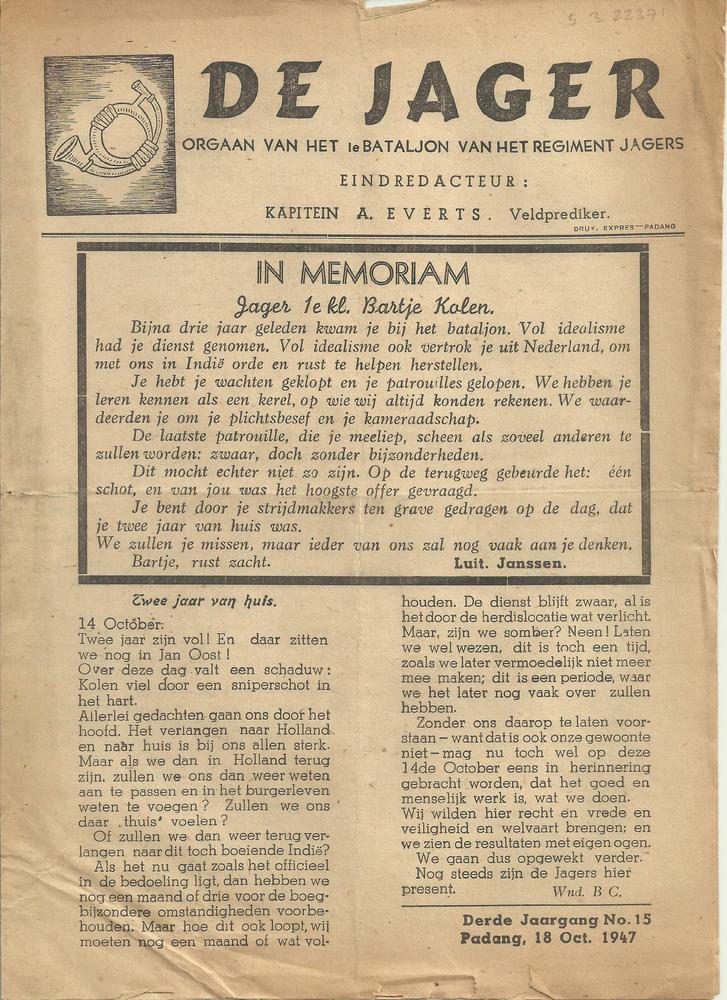 5 3. 2237
DE JAGER
ORGAAN VAN HET 1e BATALJON VAN HET REGIMENT JAGERS
EINDREDACTEUR :
KAPITEIN A. EVERTS. Veldprediker.
DRUK. EXPRES—PADANG
IN MEMORIAM
Jager 1e kl. Bartje Kolen.
Bijna drie jaar geleden kwam je bij het bataljon. Vol idealisme
had je dienst genomen. Vol idealisme ook vertrok je uit Nederland, om
met ons in Indië orde en rust te helpen herstellen.
Je hebt je wachten geklopt en je patrouilles gelopen. We hebben je
leren kennen als een kerel, op wie wij altijd konden rekenen. We waar-
deerden je om je plichtsbesef en je kameraadschap.
De laatste patrouille, die je meeliep, scheen als zoveel anderen te
zullen worden: zwaar, doch zonder bijzonderheden.
Dit mocht echter niet zo zijn. Op de terugweg gebeurde het: één
schot, en van jou was het hoogste offer gevraagd.
Je bent door je strijdmakkers ten grave gedragen op de dag, dat
je twee jaar van huis was.
We zullen je missen, maar ieder van ons zal nog vaak aan je denken.
Bartje, rust zacht. Luit. Janssen.
Twee jaar van huis.
14 Octöber:
Twee jaar zijn vol! En daar zitten
we nog in Jan Oost!
Over deze dag valt een schaduw:
Kolen viel door een sniperschot in
het hart.
Allerlei gedachten gaan ons door het
hoofd. Het verlangen naar Holland
en naar huis is bij ons allen sterk.
Maar als we dan in Holland terug
zijn, zullen we ons dan weer weten
aan te passen en in het burgerleven
weten te voegen? Zullen we ons
daar „thuis" voelen?
Of zullen we dan weer terug ver-
langen naar dit toch boeiende Indië?
Als het nu gaat zoals het officieel
in de bedoeling ligt, dan hebben we
nog een maand of drie voor de boeg-
bijzondere omstandigheden voorbe-
houden. Maar hoe dit ook loopt, wij
moeten nog een maand of wat vol-
houden. De dienst blijft zwaar, al is
het door de herdislocatie wat verlicht.
Maar, zijn we somber? Neen! Laten
we wel wezen, dit is toch een tijd,
zoals we later vermoedelijk niet meer
mee maken; dit is een periode, waar
we het later nog vaak over zullen
hebben.
Zonder ons daarop te laten voor-
staan — want dat is ook onze gewoonte
niet — mag nu toch wel op deze
14de October eens in herinnering
gebracht worden, dat het goed en
menselijk werk is, wat we doen.
Wij wilden hier recht en vrede en
veiligheid en welvaart brengen; en
we zien de resultaten met eigen ogen.
We gaan dus opgewekt verder.
Nog steeds zijn de Jagers hier
present. Wnd. B C.
Derde Jaargang No. 15
Padang, 18 Oct. 1947